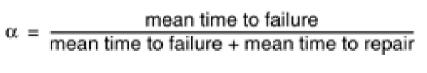 α = mean time to failure / mean time to failure + mean time to repair